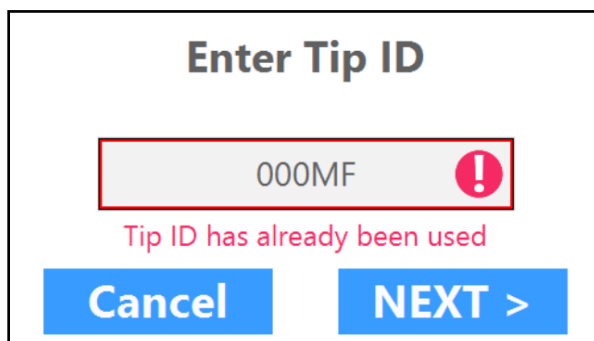 Enter Tip ID
000MF
!
Tip ID has already been used
Cancel
NEXT >